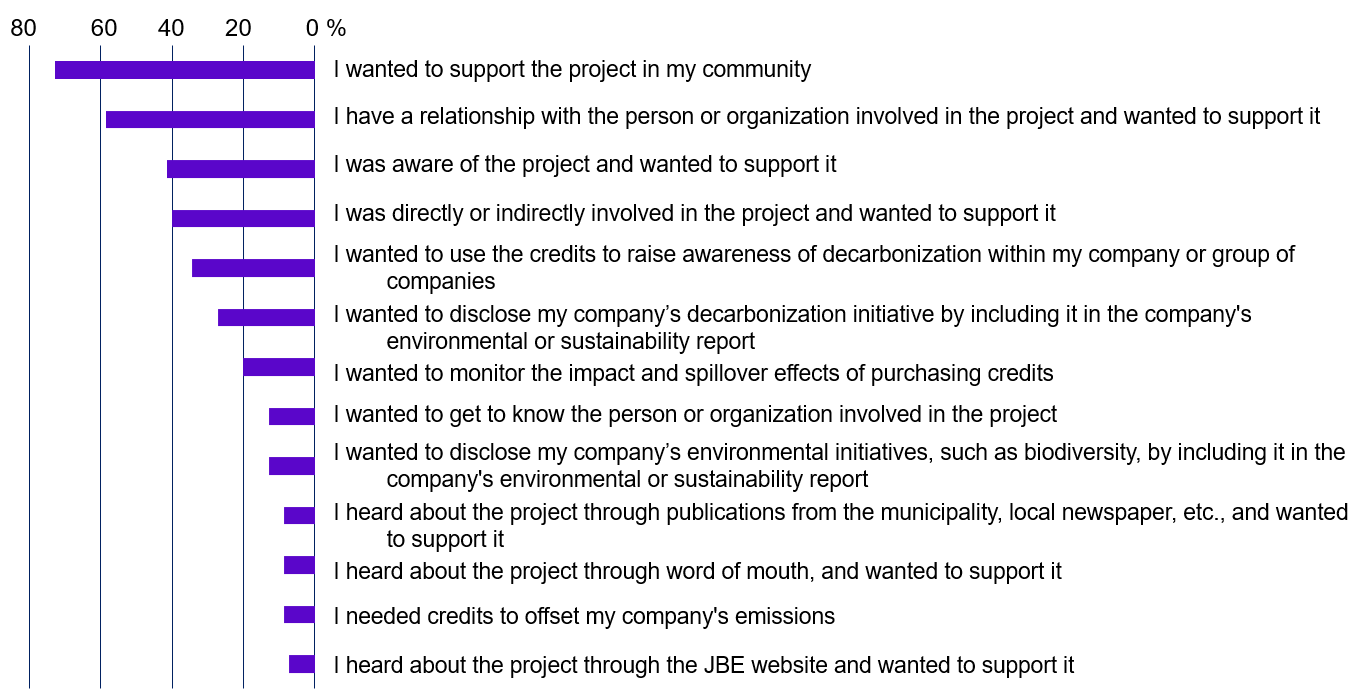 80 60 40 20 0 %
I wanted to support the project in my community
I have a relationship with the person or organization involved in the project and wanted to support it
I was aware of the project and wanted to support it
I was directly or indirectly involved in the project and wanted to support it
I wanted to use the credits to raise awareness of decarbonization within my company or group of
companies
I wanted to disclose my company’s decarbonization initiative by including it in the company's
environmental or sustainability report
I wanted to monitor the impact and spillover effects of purchasing credits
I wanted to get to know the person or organization involved in the project
I wanted to disclose my company’s environmental initiatives, such as biodiversity, by including it in the
company's environmental or sustainability report
I heard about the project through publications from the municipality, local newspaper, etc., and wanted
to support it
I heard about the project through word of mouth, and wanted to support it
I needed credits to offset my company's emissions
I heard about the project through the JBE website and wanted to support it